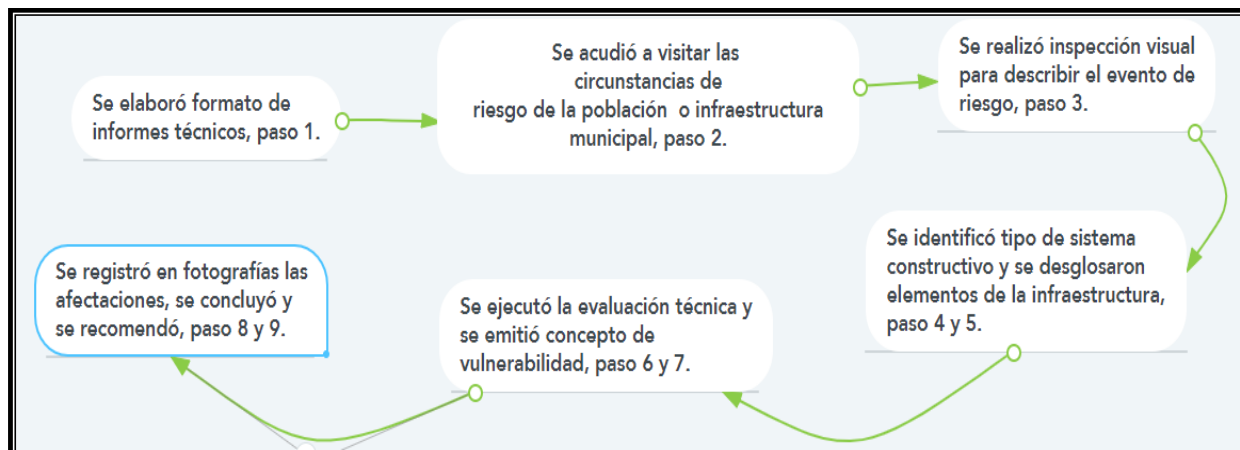 Se elaboró formato de
informes técnicos, paso 1.
Se acudió a visitar las
circunstancias de
riesgo de la población o infraestructura
municipal, paso 2.
Se realizó inspección visual
para describir el evento de
riesgo, paso 3.
Se identificó tipo de sistema
constructivo y se desglosaron
elementos de la infraestructura,
paso 4 y 5.
Se ejecutó la evaluación técnica y
se emitió concepto de
vulnerabilidad, paso 6 y 7.
Se registró en fotografías las
afectaciones, se concluyó y
se recomendó, paso 8 y 9.